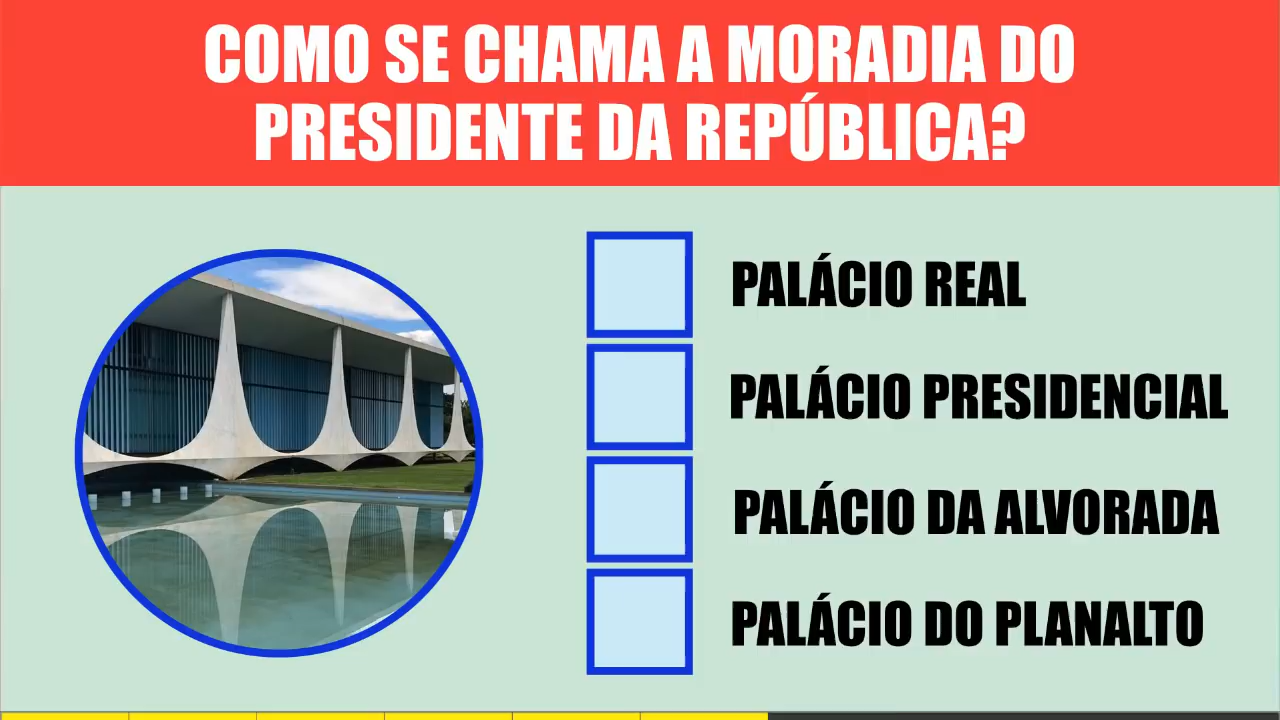 COMO SE CHAMA A MORADIA DO
PRESIDENTE DA REPÚBLICA?
PALÁCIO REAL
PALÁCIO PRESIDENCIAL
PALÁCIO DA ALVORADA
PALÁCIO DO PLANALTO